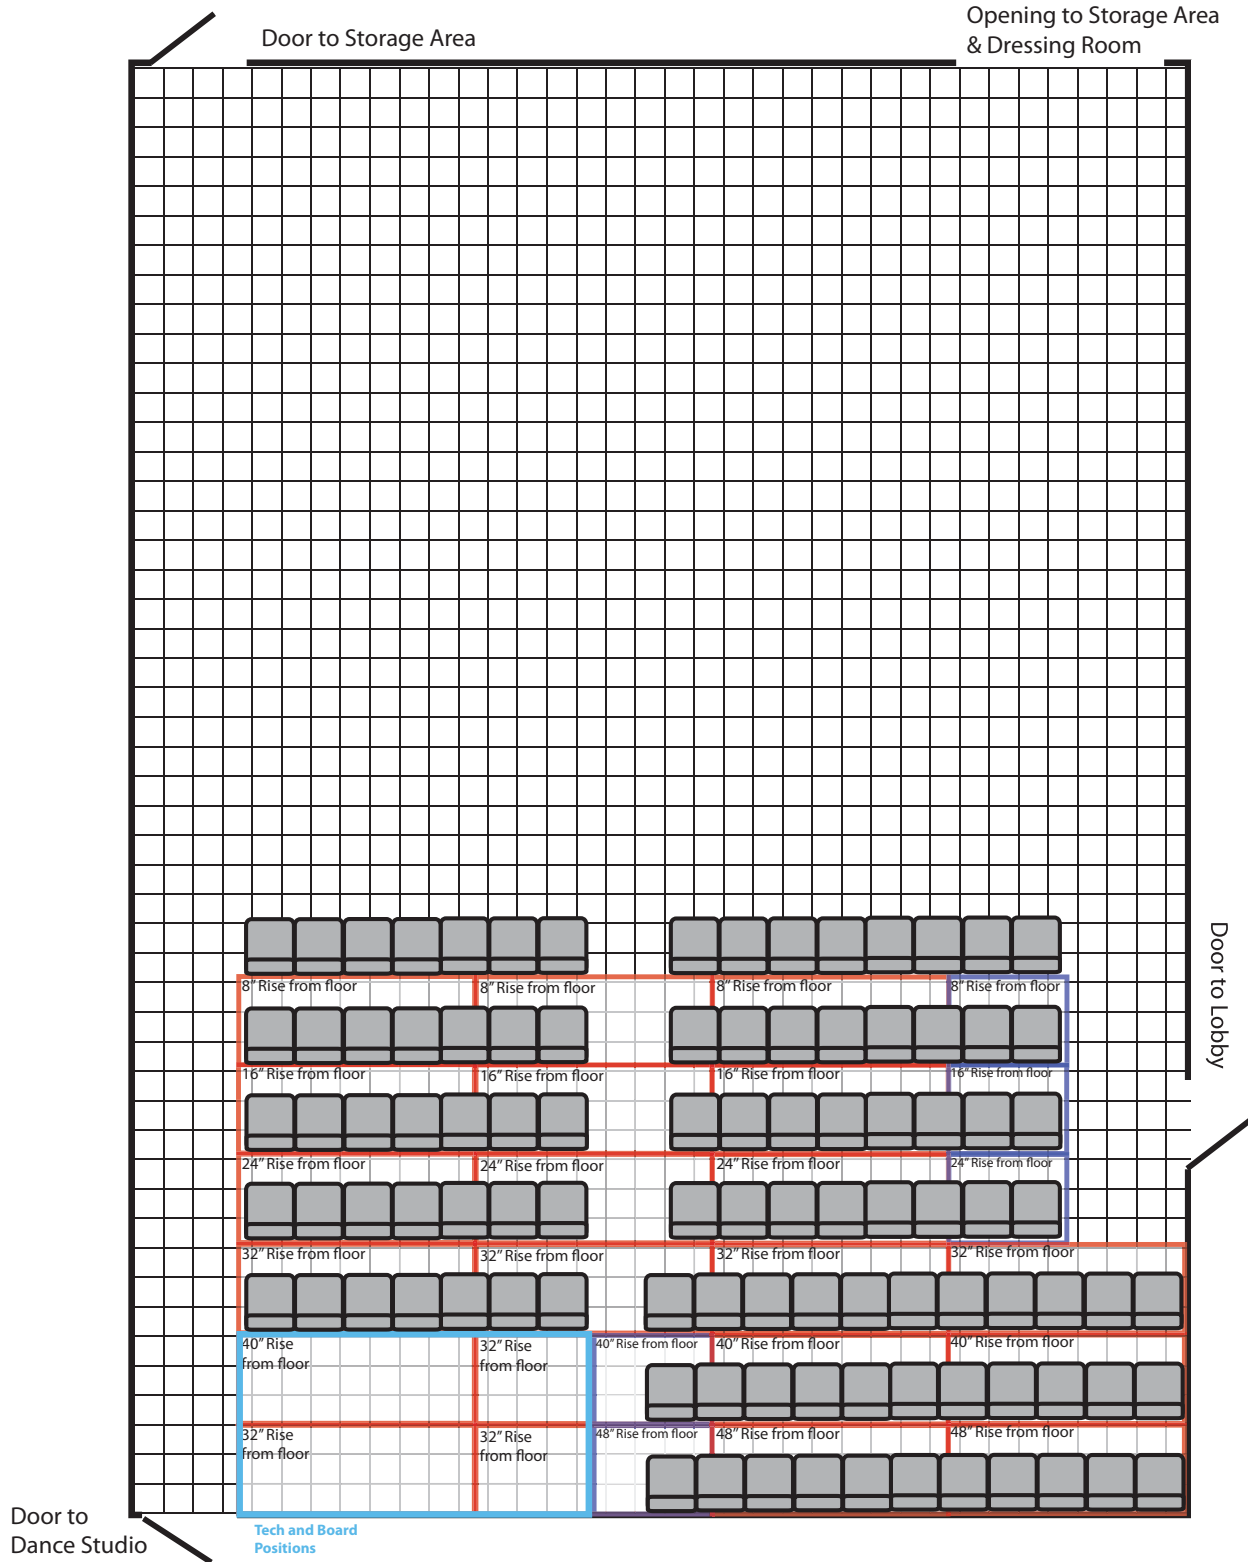 Door to Storage Area
Opening to Storage Area
& Dressing Room
Door to Lobby
8” Rise from floor
8” Rise from floor
8” Rise from floor
8” Rise from floor
16” Rise from floor
16” Rise from floor
16” Rise from floor
16” Rise from floor
24” Rise from floor
24” Rise from floor
24” Rise from floor
24” Rise from floor
32” Rise from floor
32” Rise from floor
32” Rise from floor
32” Rise from floor
40” Rise
from floor
32” Rise
from floor
40” Rise from floor
40” Rise from floor
40” Rise from floor
32” Rise
from floor
32” Rise
from floor
48” Rise from floor
48” Rise from floor
48” Rise from floor
Door to
Dance Studio
Tech and Board
Positions